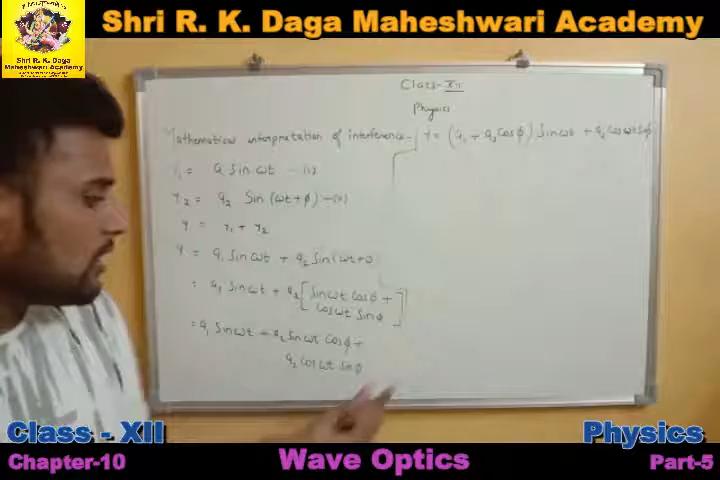 Shri R. K. Daga Maheshwari Academy
Shri R. K. Daga
Maheshwari Academy
Class-XII
Physics
Mathematical interpretation of interference-
Y1 = a1 Sin ωt -(1)
Y2 = a2 Sin (ωt+ϕ) -(2)
Y = Y1 + Y2
Y = a1 Sin ωt + a2 Sin(ωt+ϕ)
= a1 Sin ωt + a2 [Sin ωt Cos ϕ +
Cos ωt Sin ϕ]
= a1 Sin ωt + a2 Sin ωt Cos ϕ +
a2 Cos ωt Sin ϕ
Y = (a1 + a2 Cos ϕ) Sin ωt + a2 Cos ωt Sin ϕ
Class - XII
Physics
Chapter-10
Wave Optics
Part-5